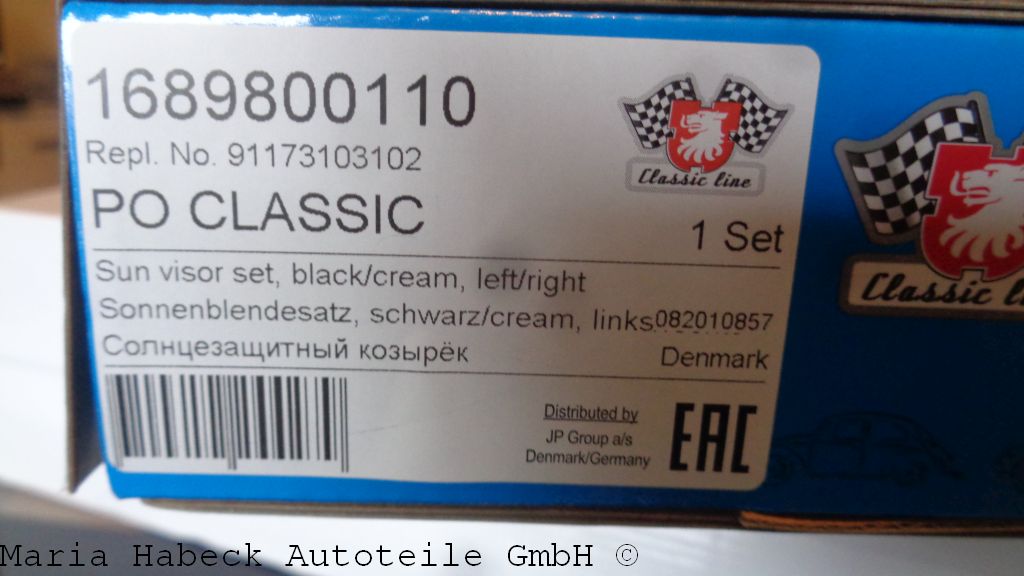 1689800110
Repl. No. 91173103102
Classic line
PO CLASSIC
1 Set
Sun visor set, black/cream, left/right
Sonnenblendesatz, schwarz/cream, links
082010857
Солнцезащитный козырёк
Denmark
Distributed by
JP Group a/s
Denmark/Germany
EAC
Classic
Maria Habeck Autoteile GmbH ©